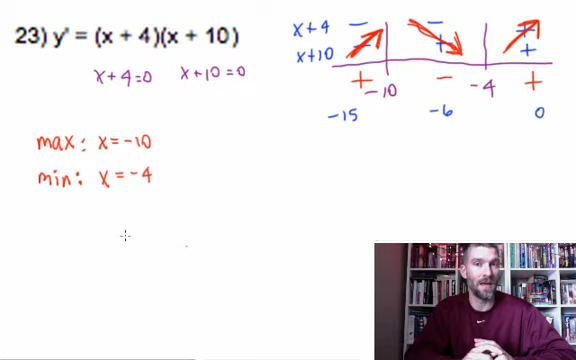 23) y' = (x + 4)(x + 10)
x+4=0 x+10=0
x+4 − − +
x+10 − + +
+ − +
−10 −4
−15 −6 0
max: x=−10
min: x=−4